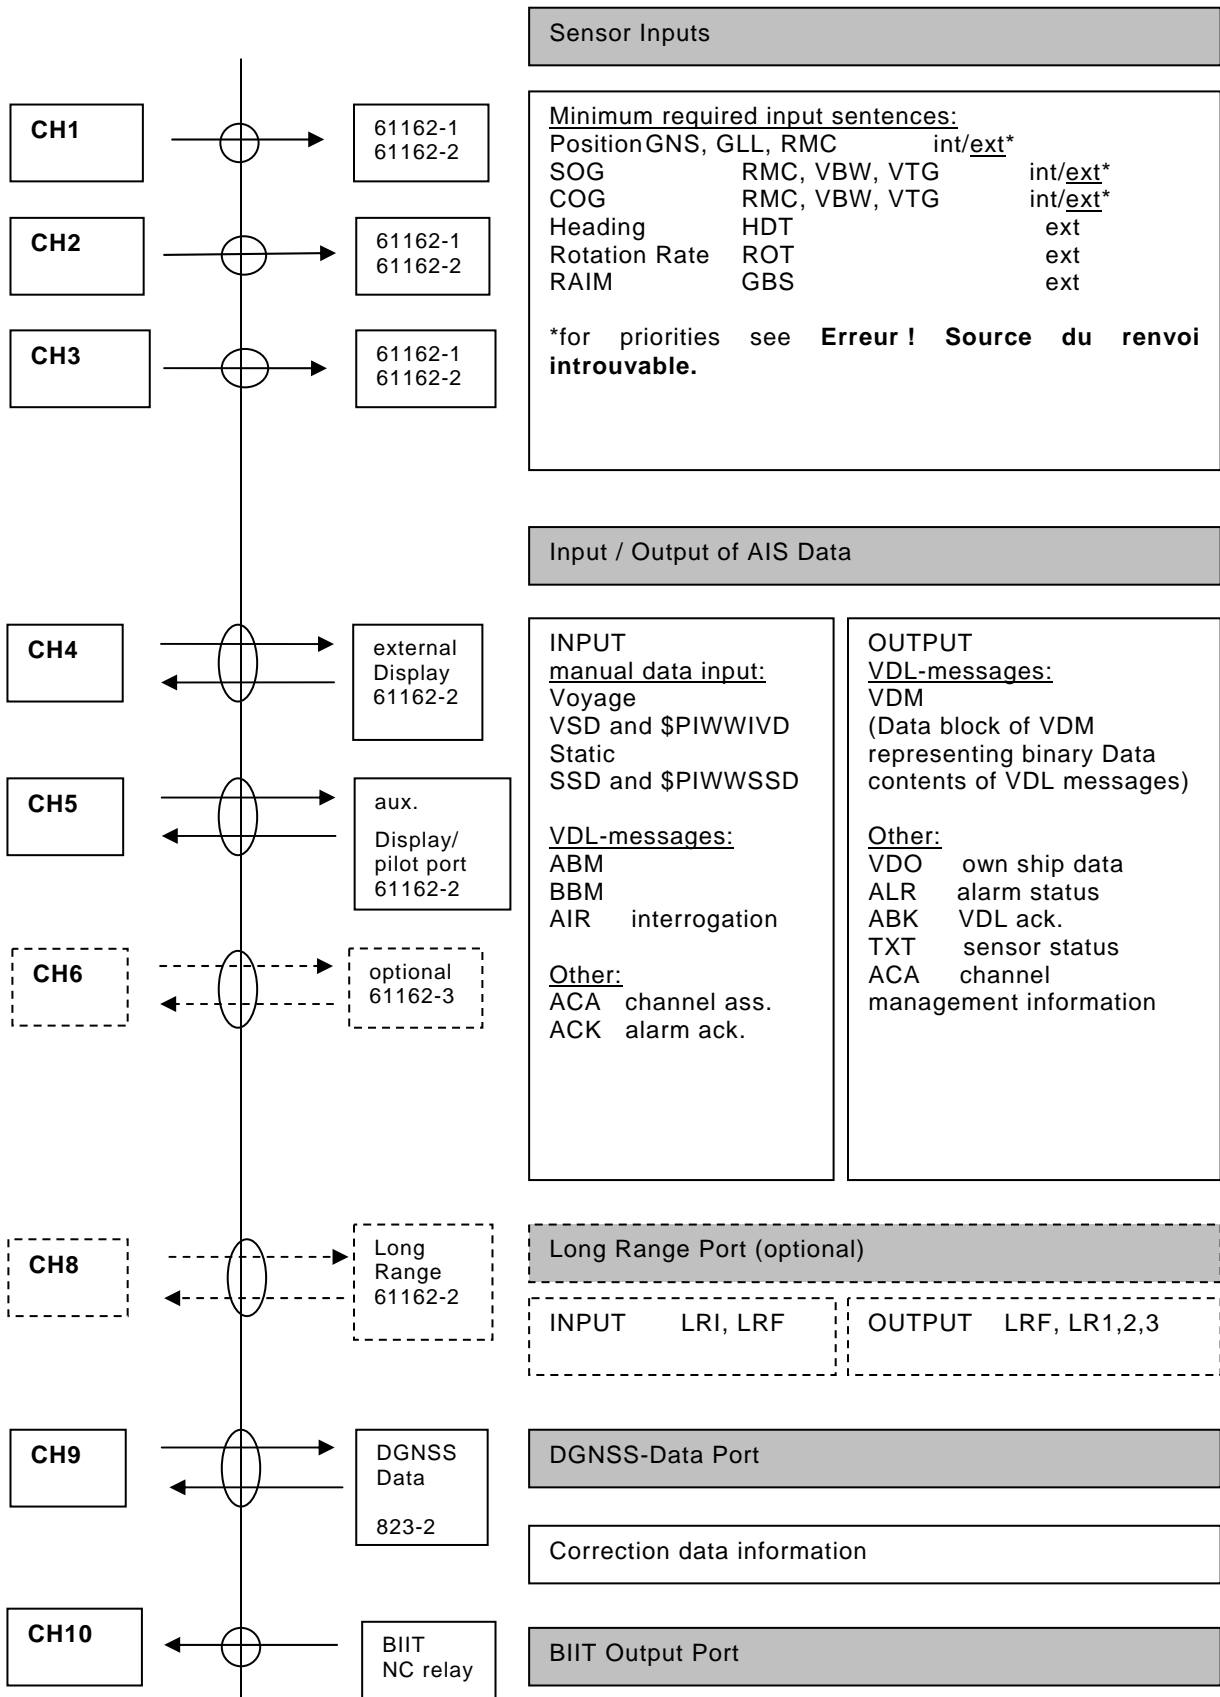 Sensor Inputs
CH1
61162-1
61162-2
Minimum required input sentences:
Position GNS, GLL, RMC int/ext*
SOG RMC, VBW, VTG int/ext*
COG RMC, VBW, VTG int/ext*
Heading HDT ext
Rotation Rate ROT ext
RAIM GBS ext
*for priorities see Erreur ! Source du renvoi
introuvable.
CH2
61162-1
61162-2
CH3
61162-1
61162-2
Input / Output of AIS Data
CH4
external
Display
61162-2
CH5
aux.
Display/
pilot port
61162-2
CH6
optional
61162-3
INPUT
manual data input:
Voyage
VSD and $PIWWIVD
Static
SSD and $PIWWSSD
VDL-messages:
ABM
BBM
AIR interrogation
Other:
ACA channel ass.
ACK alarm ack.
OUTPUT
VDL-messages:
VDM
(Data block of VDM
representing binary Data
contents of VDL messages)
Other:
VDO own ship data
ALR alarm status
ABK VDL ack.
TXT sensor status
ACA channel
management information
CH8
Long
Range
61162-2
Long Range Port (optional)
INPUT LRI, LRF
OUTPUT LRF, LR1,2,3
CH9
DGNSS
Data
823-2
DGNSS-Data Port
Correction data information
CH10
BIIT
NC relay
BIIT Output Port